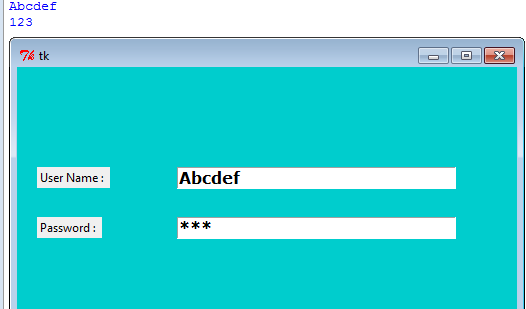 Abcdef
123
tk
User Name :
Abcdef
Password :
***